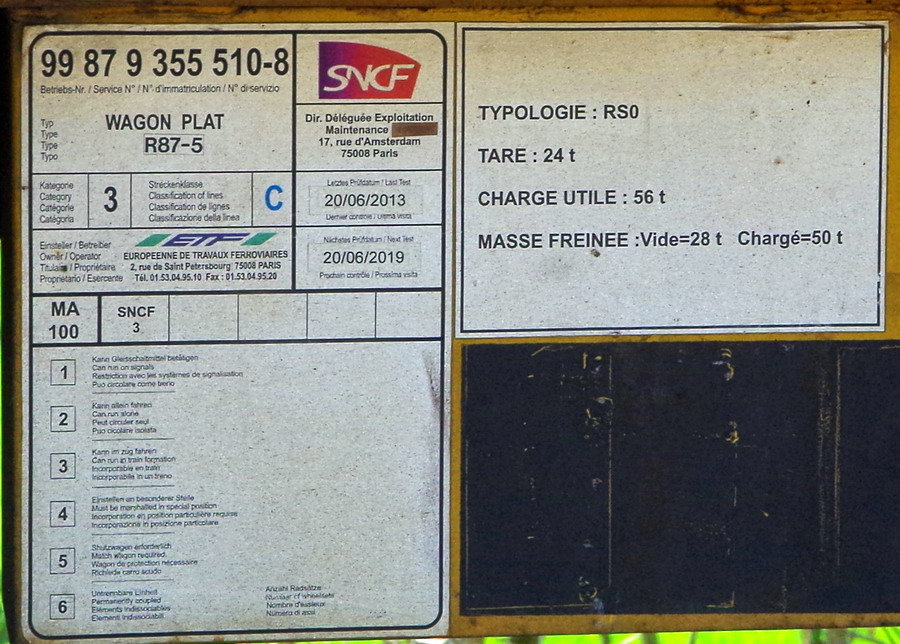 99 87 9 355 510-8
Betriebs-Nr. / Service N° / N° d'immatriculation / N° di servizio
Typ
Type
Type
Typo
WAGON PLAT
R87-5
SNCF
Dir. Déléguée Exploitation
Maintenance
17, rue d'Amsterdam
75008 Paris
Kategorie
Category
Catégorie
Catégoria
3
Streckenklasse
Classification of lines
Classification de lignes
Classificazione della linea
C
Letztes Prüfdatum / Last Test
20/06/2013
Dernier contrôle / Ultima visita
Einsteller / Betreiber
Owner / Operator
Titulaire / Propriétaire
Proprietario / Esercente
ETF
EUROPEENNE DE TRAVAUX FERROVIAIRES
2, rue de Saint Petersbourg 75008 PARIS
Tél. 01.53.04.95.10 Fax : 01.53.04.95.20
Nächstes Prüfdatum / Next Test
20/06/2019
Prochain contrôle / Prossima visita
MA
100
SNCF
3
1
Kann Gleisschaltmittel betätigen
Can run on signals
Restriction avec les systèmes de signalisation
Puo circolare come treno
2
Kann allein fahren
Can run alone
Peut circuler seul
Puo cicolare isolata
3
Kann im zug fahren
Can run in train formation
Incorporable en train
Incorporabile in un treno
4
Einstellen an besonderer Stelle
Must be marshalled in special position
Incorporation en position particulière requise
Incorporazione in posizione particolare
5
Shutzwagen erforderlich
Match wagon required
Wagon de protection nécessaire
Richiede carro scudo
6
Untrennbare Einheit
Permanently coupled
Eléments indissociables
Elementi indissociabili
Anzahl Radsätze
Number of wheelsets
Nombre d'essieux
Número di assi
TYPOLOGIE : RS0
TARE : 24 t
CHARGE UTILE : 56 t
MASSE FREINEE :Vide=28 t Chargé=50 t